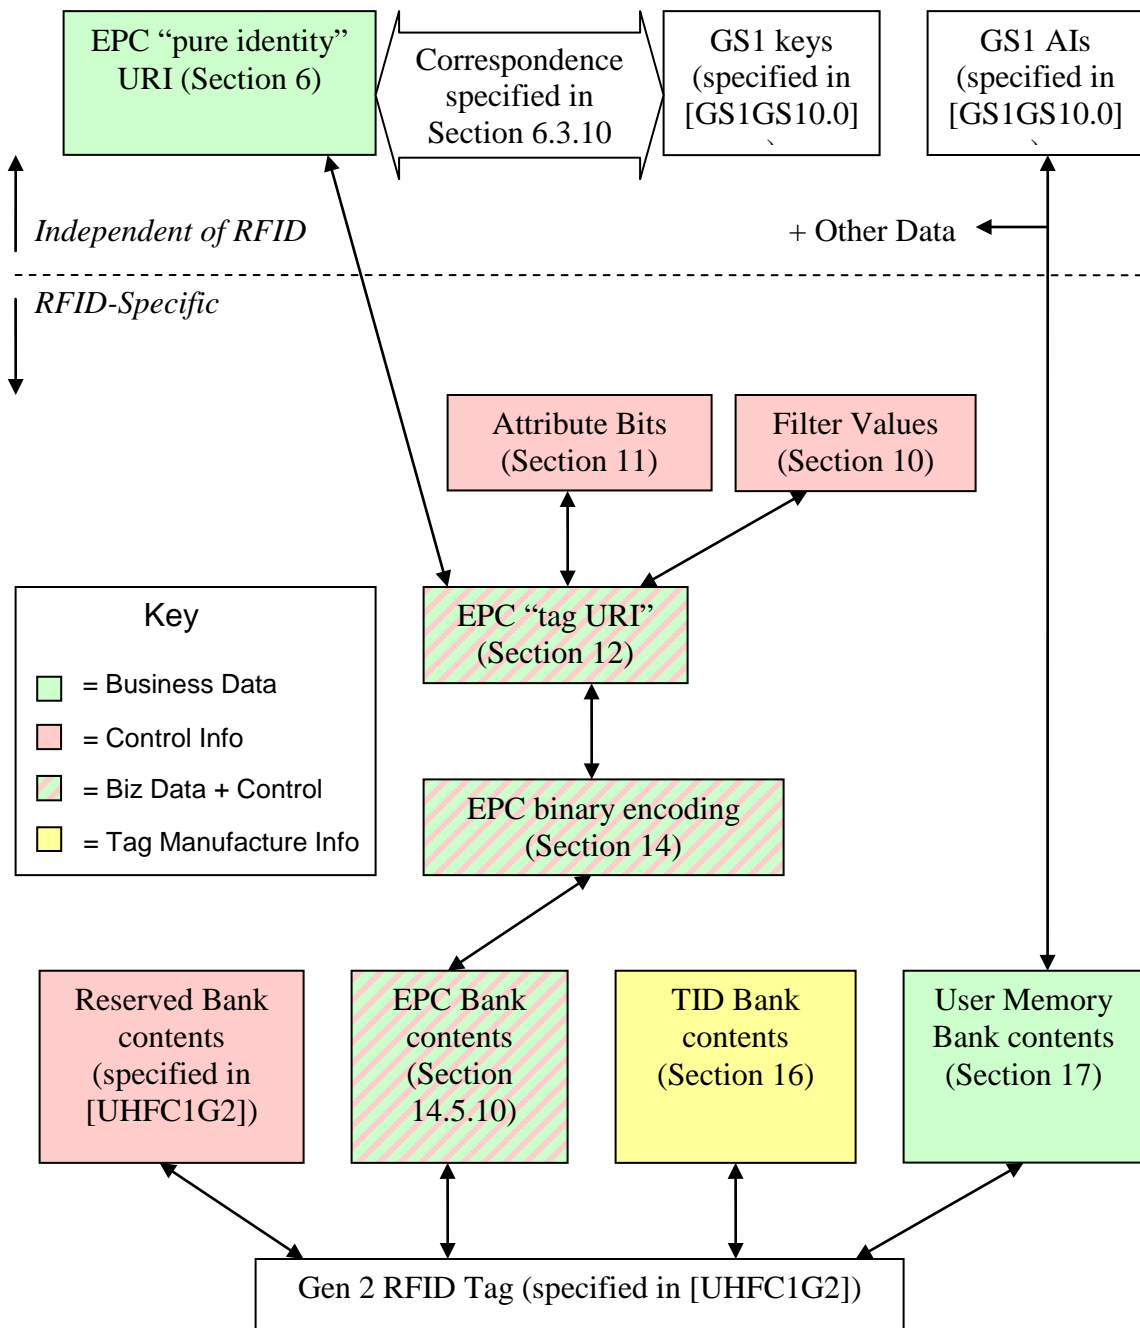 EPC “pure identity”
URI (Section 6)
Correspondence
specified in
Section 6.3.10
GS1 keys
(specified in
[GS1GS10.0]
、
GS1 AIs
(specified in
[GS1GS10.0]
、
Independent of RFID
+ Other Data
RFID-Specific
Attribute Bits
(Section 11)
Filter Values
(Section 10)
EPC “tag URI”
(Section 12)
Key
= Business Data
= Control Info
= Biz Data + Control
= Tag Manufacture Info
EPC binary encoding
(Section 14)
Reserved Bank
contents
(specified in
[UHFC1G2])
EPC Bank
contents
(Section
14.5.10)
TID Bank
contents
(Section 16)
User Memory
Bank contents
(Section 17)
Gen 2 RFID Tag (specified in [UHFC1G2])